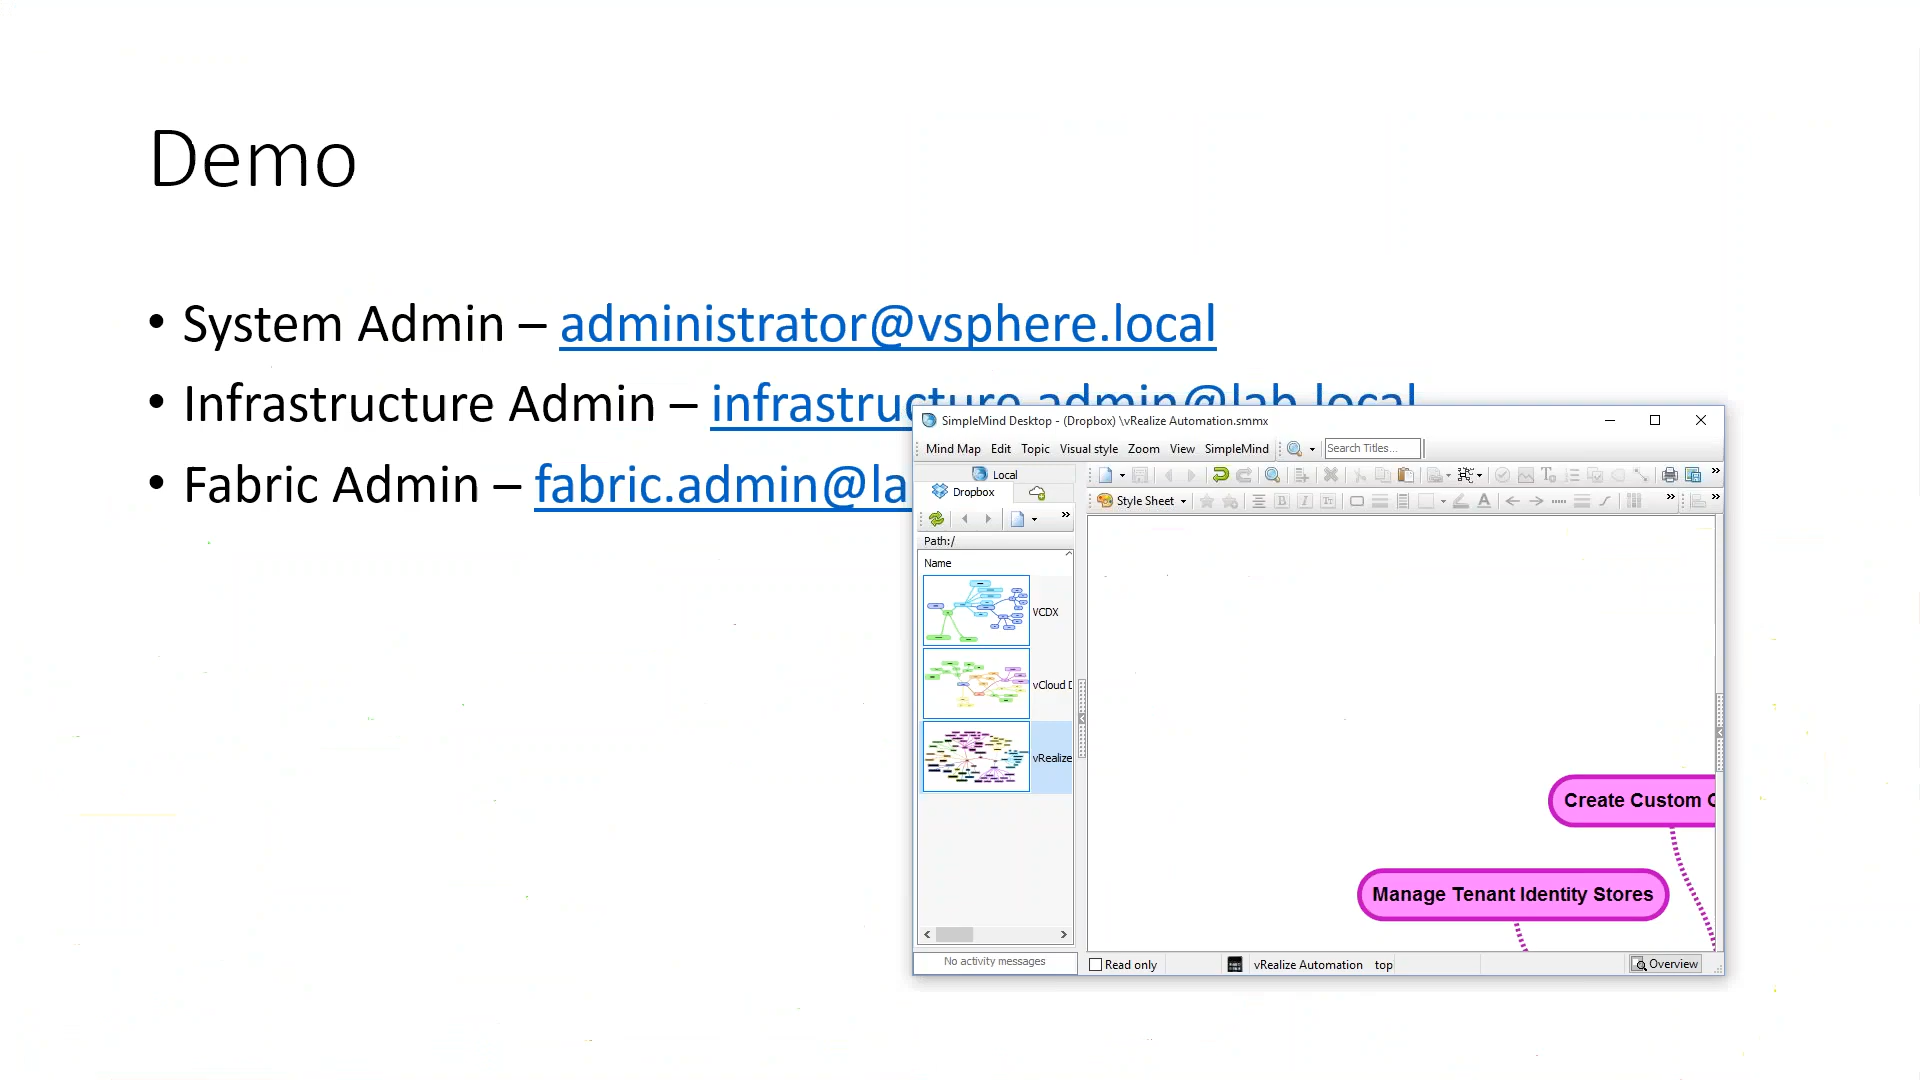 Demo
• System Admin – administrator@vsphere.local
• Infrastructure Admin – infrastructure.admin@lab.local
• Fabric Admin – fabric.admin@la
SimpleMind Desktop - (Dropbox) \vRealize Automation.smmx
Mind Map Edit Topic Visual style Zoom View SimpleMind Search Titles...
Local
Dropbox
Style Sheet
Path:/
Name
VCDX
vCloud D
vRealize
Create Custom
Manage Tenant Identity Stores
No activity messages
Read only vRealize Automation top Overview